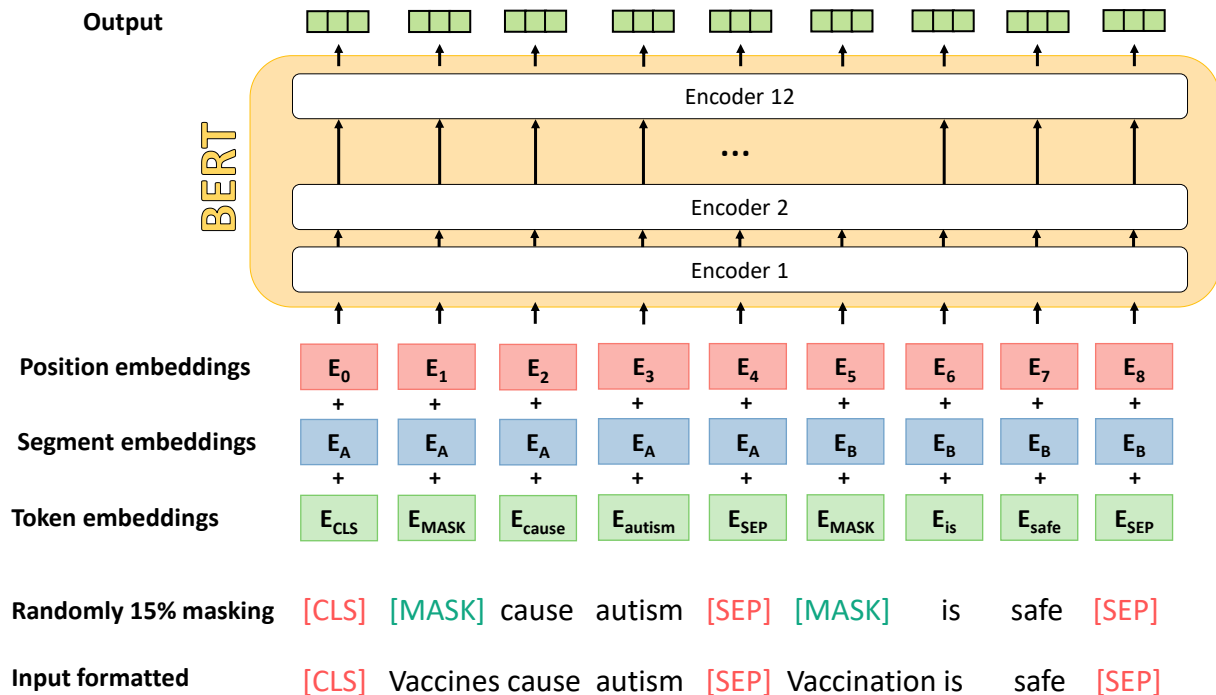 Output
Encoder 12
...
BERT
Encoder 2
Encoder 1
Position embeddings E0 E1 E2 E3 E4 E5 E6 E7 E8
+ + + + + + + + +
Segment embeddings EA EA EA EA EA EB EB EB EB
+ + + + + + + + +
Token embeddings ECLS EMASK Ecause Eautism ESEP EMASK Eis Esafe ESEP
Randomly 15% masking [CLS] [MASK] cause autism [SEP] [MASK] is safe [SEP]
Input formatted [CLS] Vaccines cause autism [SEP] Vaccination is safe [SEP]